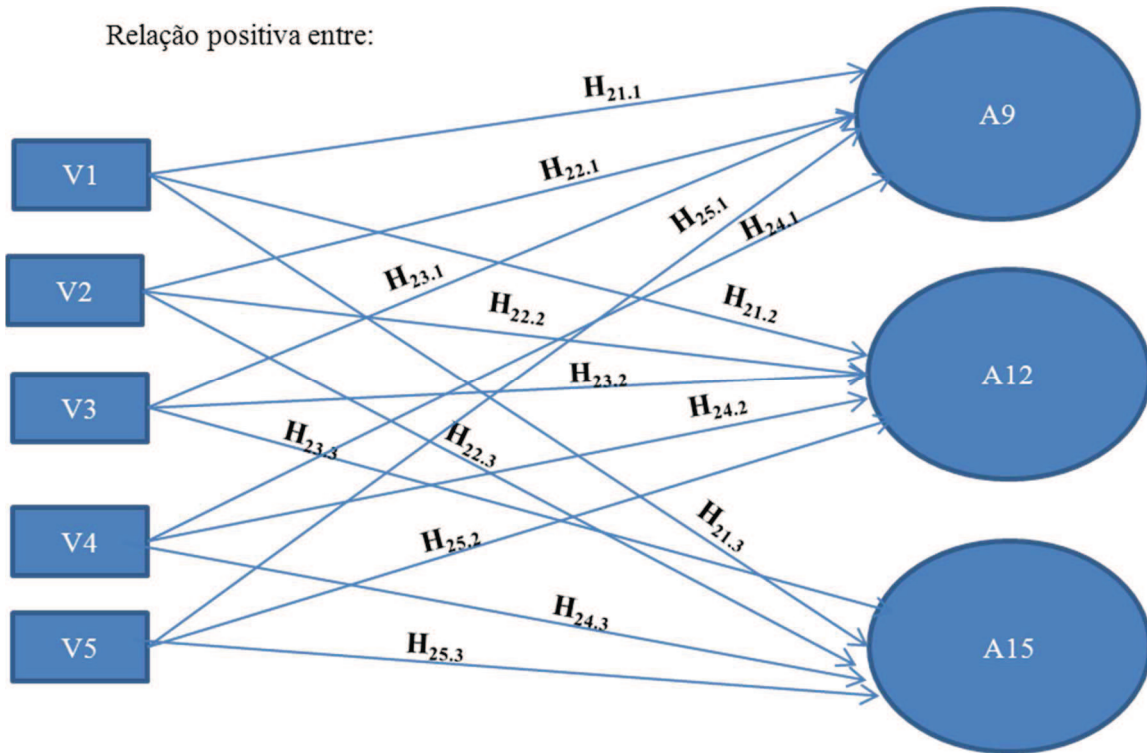 Relação positiva entre:
H21.1
A9
V1
H22.1
H25.1
H24.1
H23.1
V2
H22.2
H21.2
A12
V3
H23.2
H24.2
H23.3
H22.3
V4
H25.2
H21.3
H24.3
V5
H25.3
A15